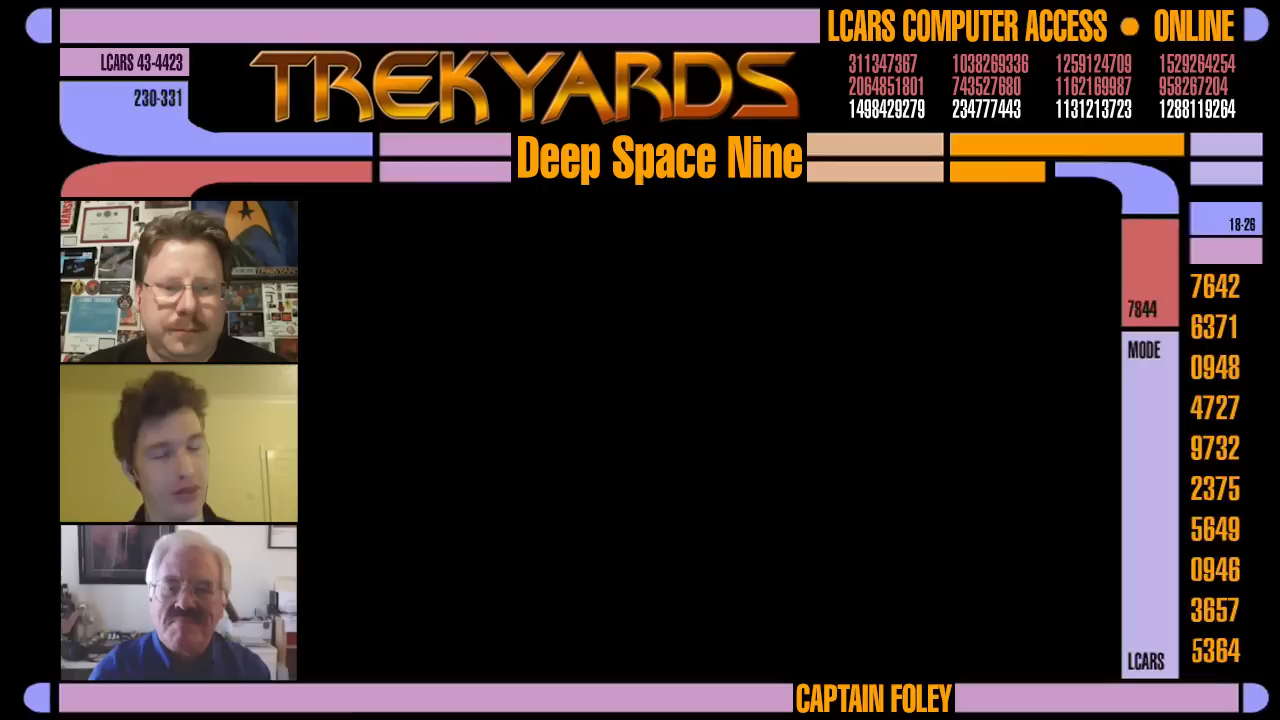 LCARS COMPUTER ACCESS • ONLINE
LCARS 43-4423
TREKYARDS
311347367 1038269336 1259124709 1529264254
2064851801 743527680 1162169987 958267204
1498429279 234777443 1131213723 1288119264
230-331
Deep Space Nine
18-26
7844
MODE
LCARS
7642
6371
0948
4727
9732
2375
5649
0946
3657
5364
CAPTAIN FOLEY